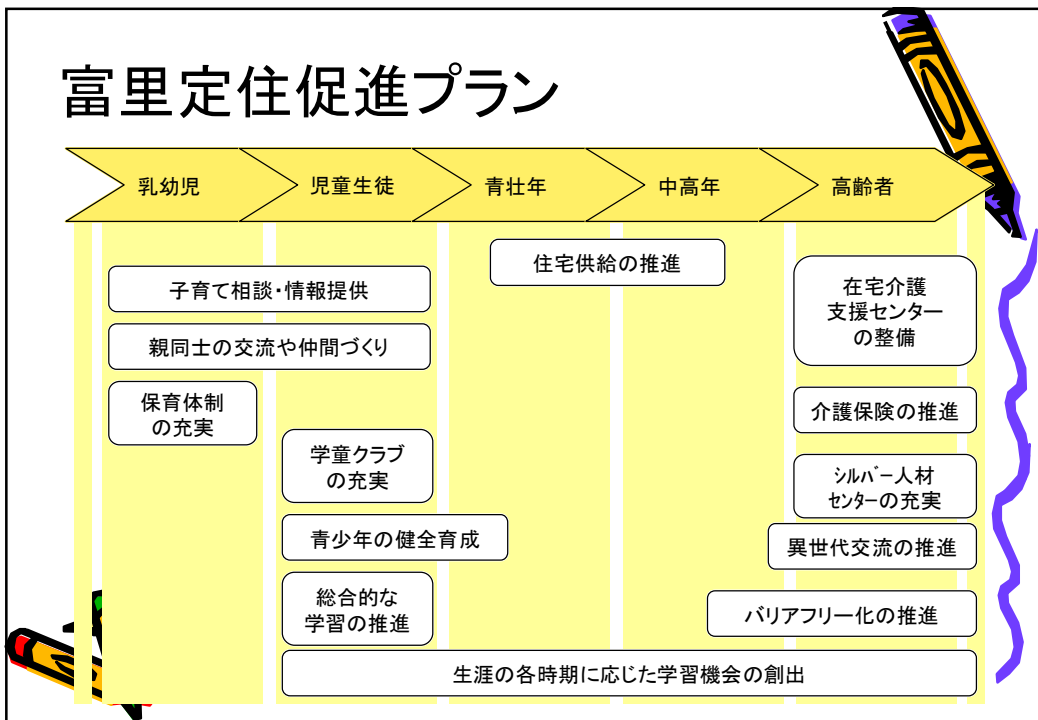 富里定住促進プラン
乳幼児
児童生徒
青壮年
中高年
高齢者
住宅供給の推進
子育て相談・情報提供
在宅介護
支援センター
の整備
親同士の交流や仲間づくり
保育体制
の充実
介護保険の推進
学童クラブ
の充実
シルバー人材
センターの充実
青少年の健全育成
異世代交流の推進
総合的な
学習の推進
バリアフリー化の推進
生涯の各時期に応じた学習機会の創出